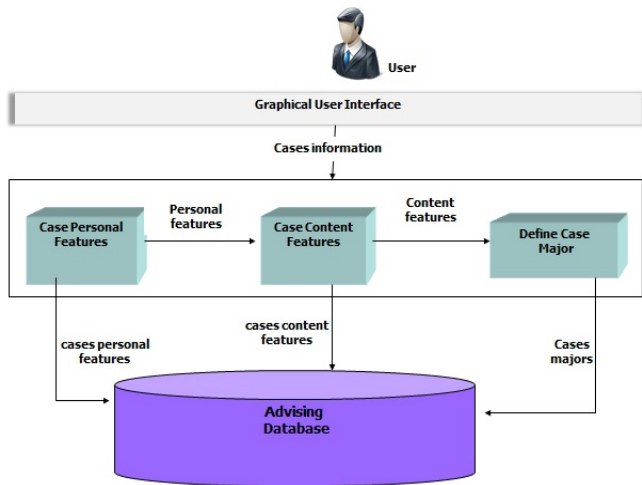 User
Graphical User Interface
Cases information
Case Personal
Features
Personal
features
Case Content
Features
Content
features
Define Case
Major
cases personal
features
cases content
features
Cases
majors
Advising
Database